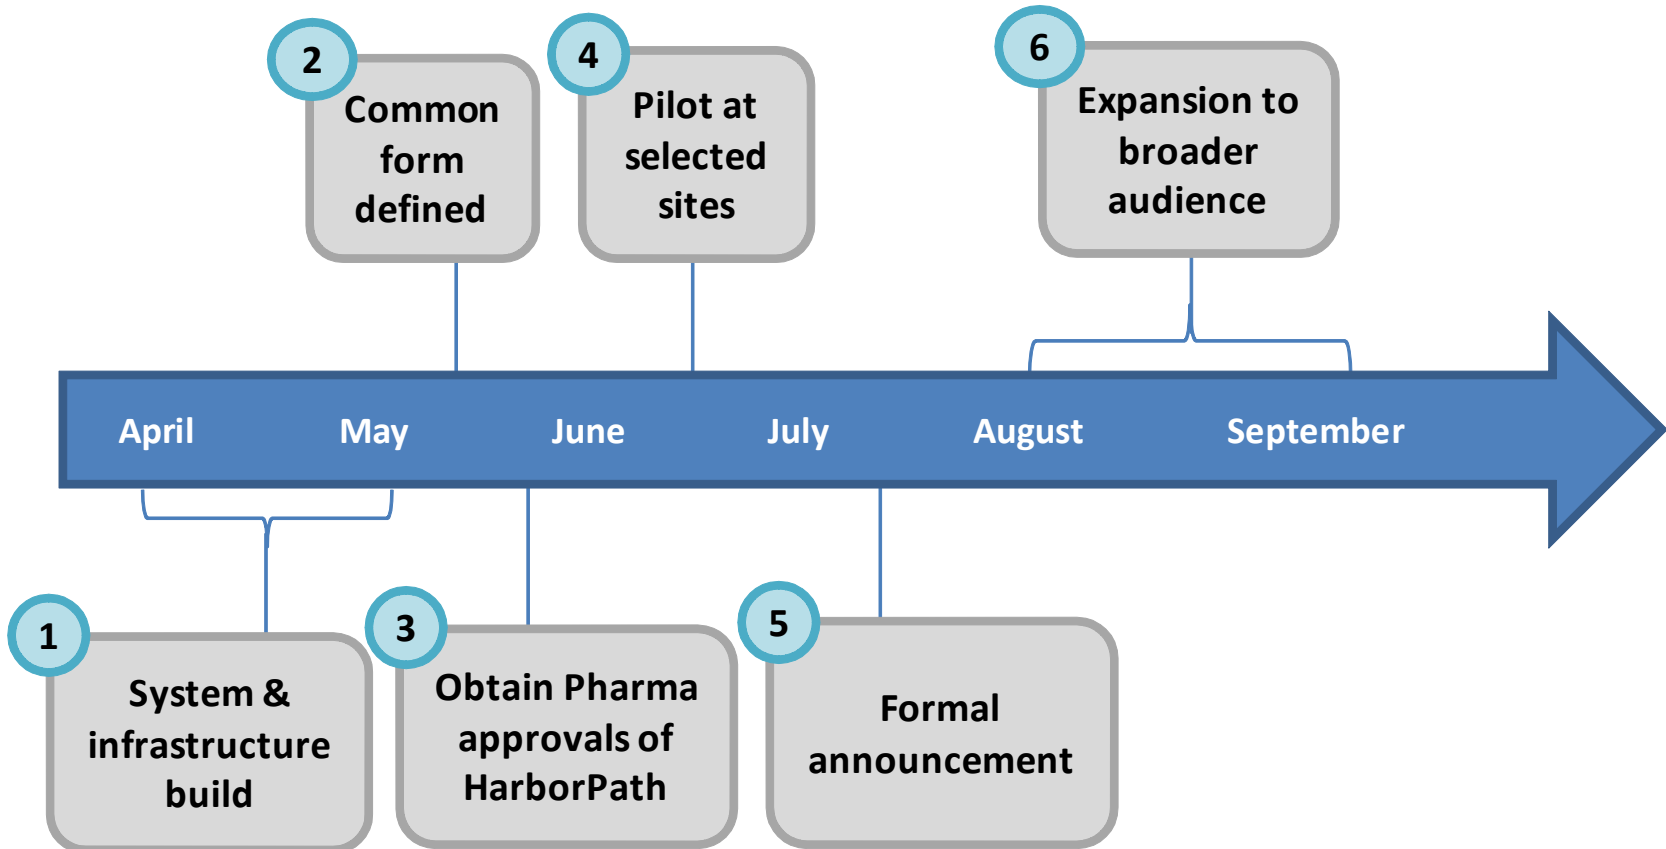 2
Common
form
defined
4
Pilot at
selected
sites
6
Expansion to
broader
audience
April May June July August September
1
System &
infrastructure
build
3
Obtain Pharma
approvals of
HarborPath
5
Formal
announcement